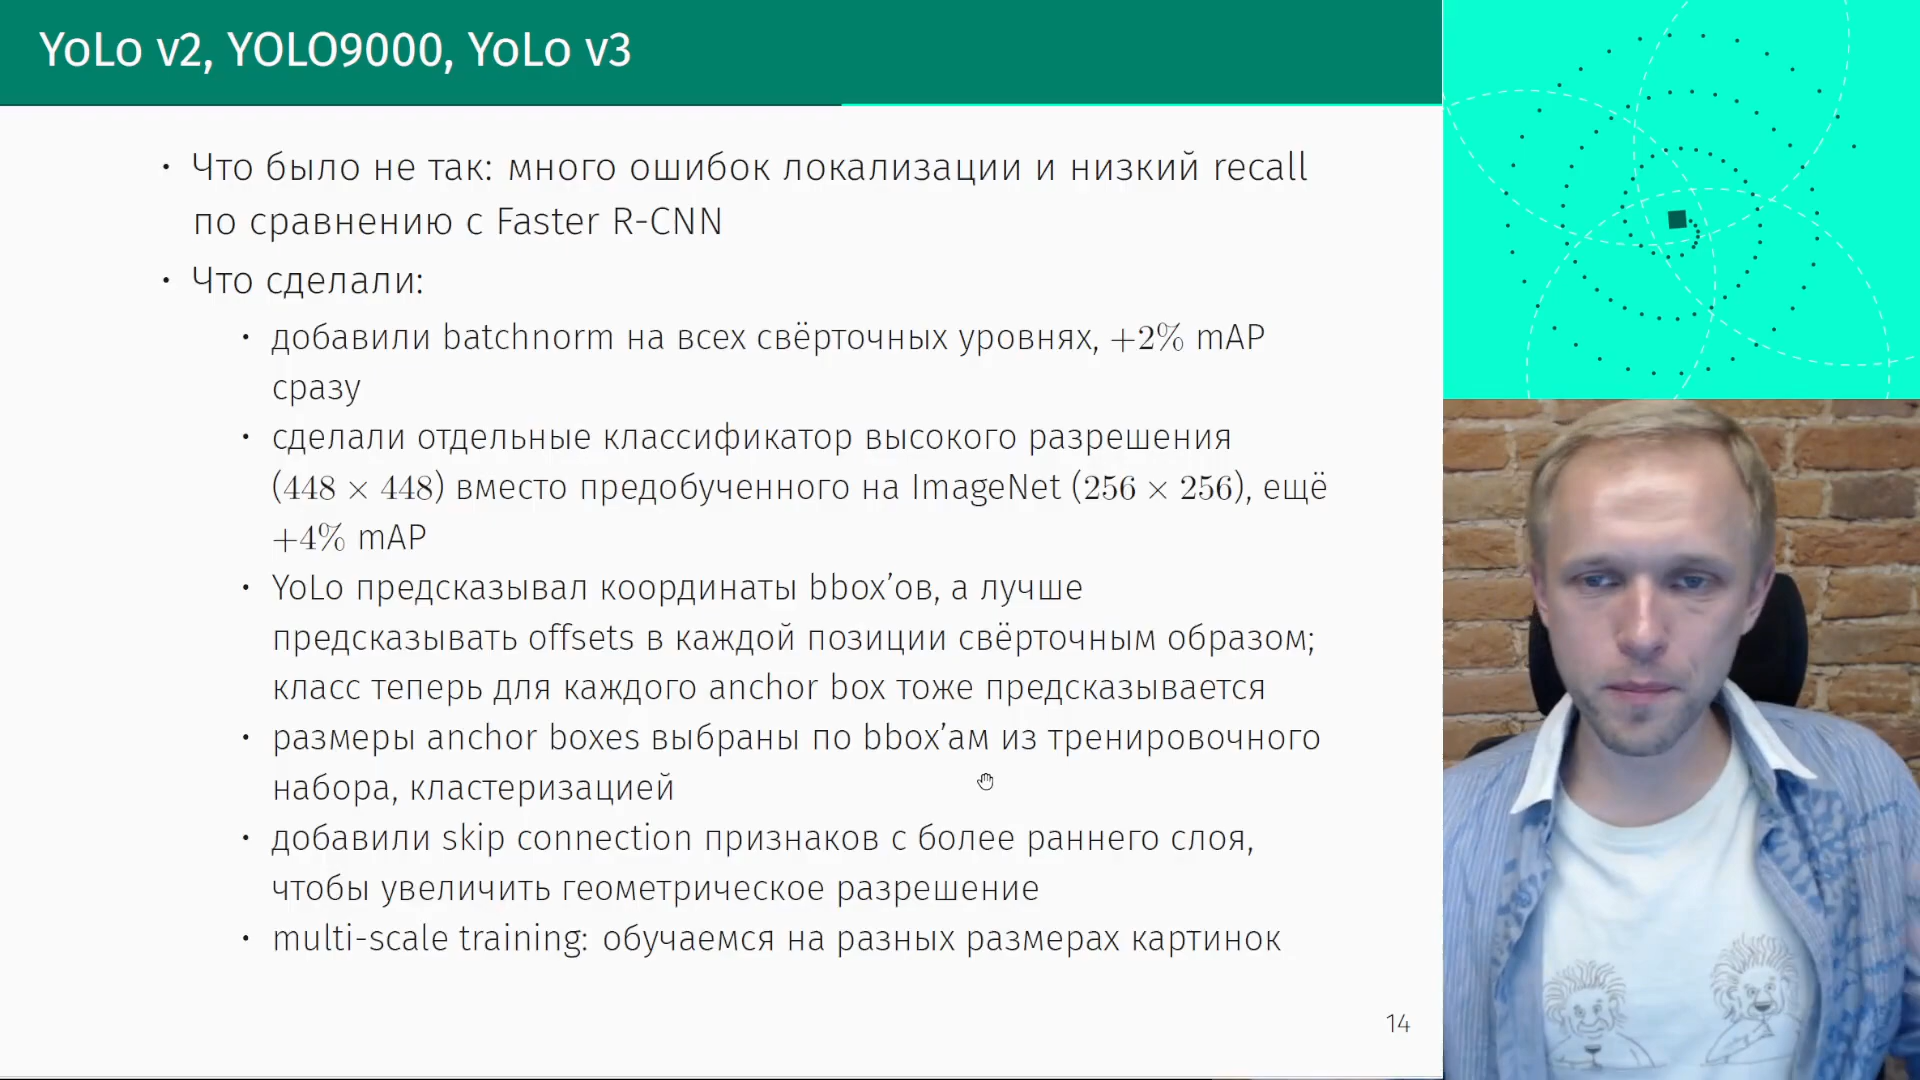 YoLo v2, YOLO9000, YoLo v3
• Что было не так: много ошибок локализации и низкий recall
по сравнению с Faster R-CNN
• Что сделали:
• добавили batchnorm на всех свёрточных уровнях, +2% mAP
сразу
• сделали отдельные классификатор высокого разрешения
(448 × 448) вместо предобученного на ImageNet (256 × 256), ещё
+4% mAP
• YoLo предсказывал координаты bbox’ов, а лучше
предсказывать offsets в каждой позиции свёрточным образом;
класс теперь для каждого anchor box тоже предсказывается
• размеры anchor boxes выбраны по bbox’ам из тренировочного
набора, кластеризацией
• добавили skip connection признаков с более раннего слоя,
чтобы увеличить геометрическое разрешение
• multi-scale training: обучаемся на разных размерах картинок
14